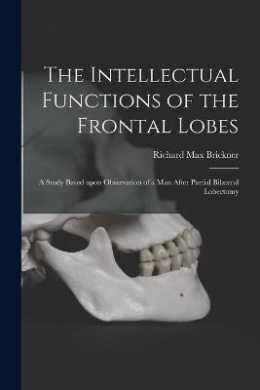 The Intellectual
Functions of the
Frontal Lobes
Richard Max Brickner
A Study Based upon Observation of a Man After Partial Bilateral
Lobectomy